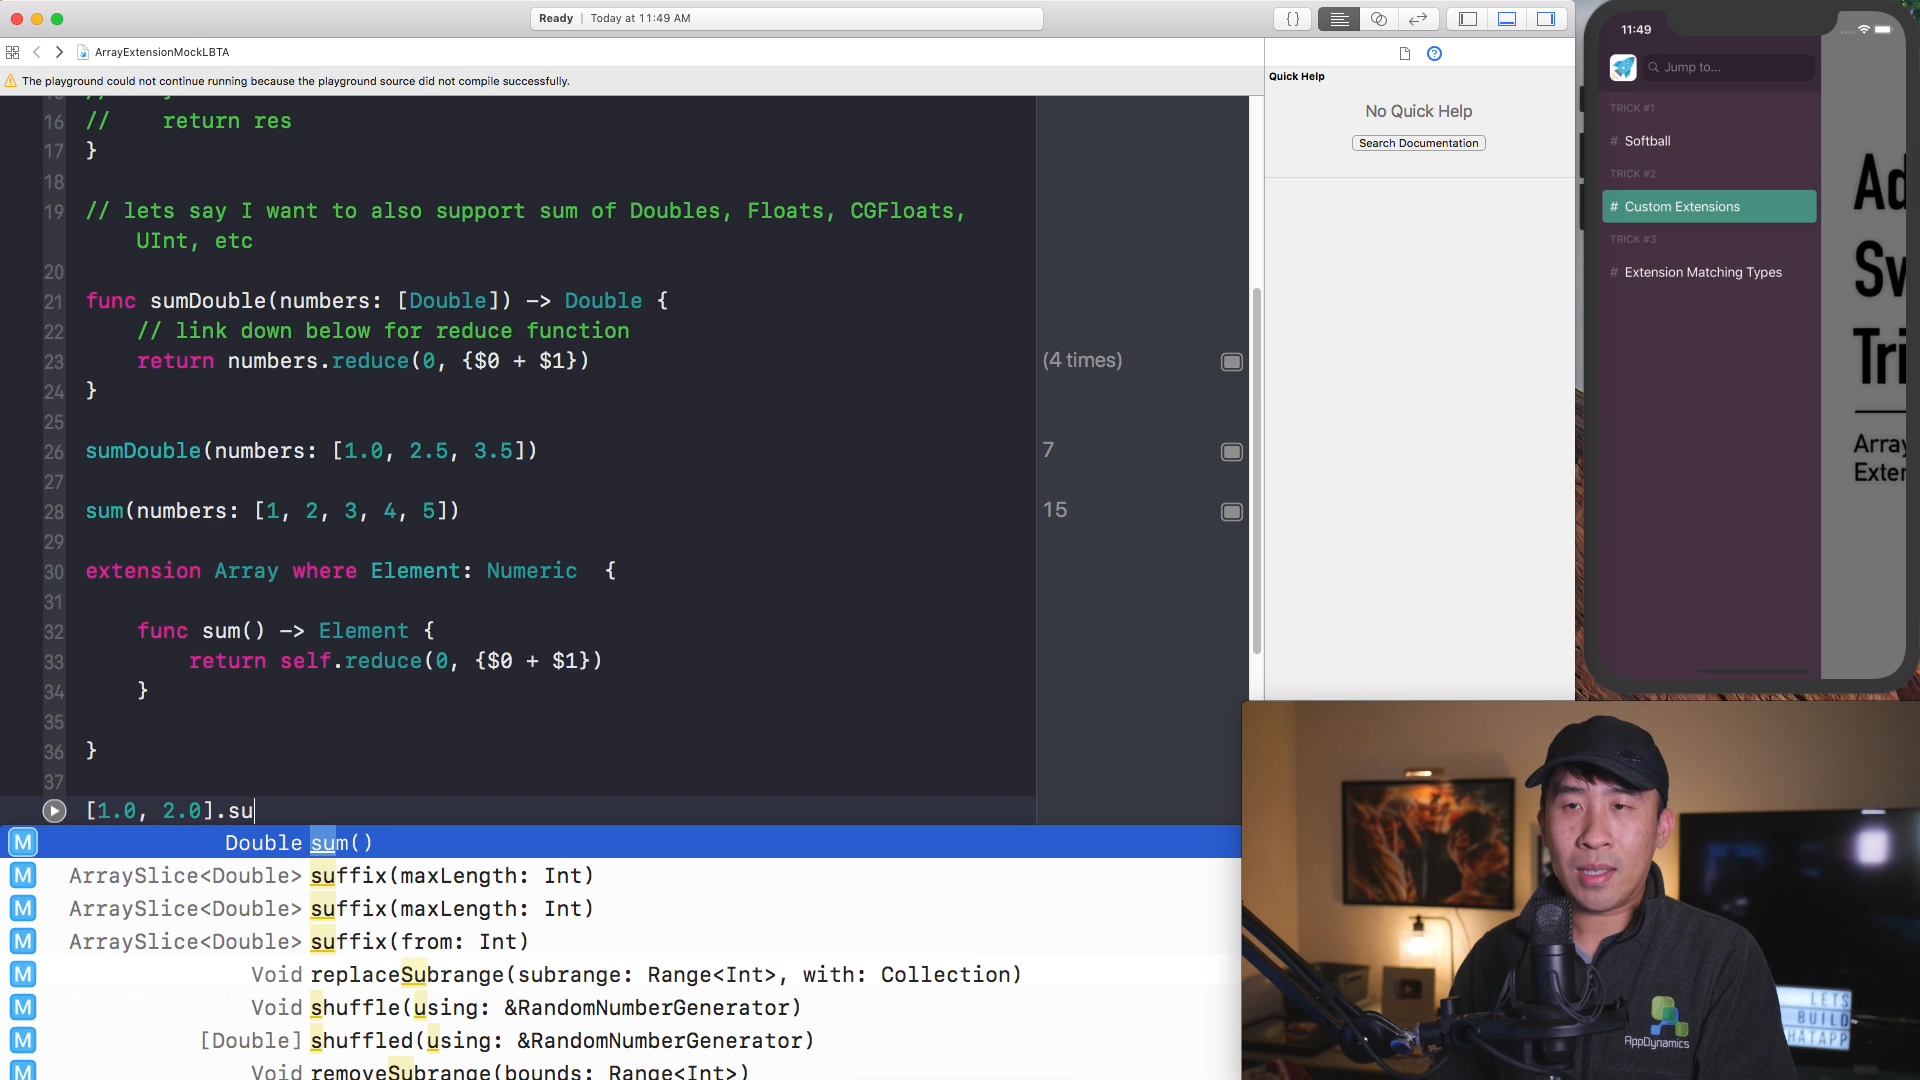 Ready | Today at 11:49 AM
{ }
ArrayExtensionMockLBTA
The playground could not continue running because the playground source did not compile successfully.
16 // return res
17 }
18
19 // lets say I want to also support sum of Doubles, Floats, CGFloats,
UInt, etc
20
21 func sumDouble(numbers: [Double]) -> Double {
22 // link down below for reduce function
23 return numbers.reduce(0, {$0 + $1})
24 }
25
26 sumDouble(numbers: [1.0, 2.5, 3.5])
27
28 sum(numbers: [1, 2, 3, 4, 5])
29
30 extension Array where Element: Numeric {
31
32 func sum() -> Element {
33 return self.reduce(0, {$0 + $1})
34 }
35
36 }
37
[1.0, 2.0].su
M Double sum()
M ArraySlice<Double> suffix(maxLength: Int)
M ArraySlice<Double> suffix(maxLength: Int)
M ArraySlice<Double> suffix(from: Int)
M Void replaceSubrange(subrange: Range<Int>, with: Collection)
M Void shuffle(using: &RandomNumberGenerator)
M [Double] shuffled(using: &RandomNumberGenerator)
M Void removeSubrange(bounds: Range<Int>)
(4 times)
7
15
Quick Help
No Quick Help
Search Documentation
11:49
Jump to...
TRICK #1
# Softball
TRICK #2
# Custom Extensions
TRICK #3
# Extension Matching Types
Ad
Sw
Tri
Array
Exten
AppDynamics
LETS
BUILD
HATAPP